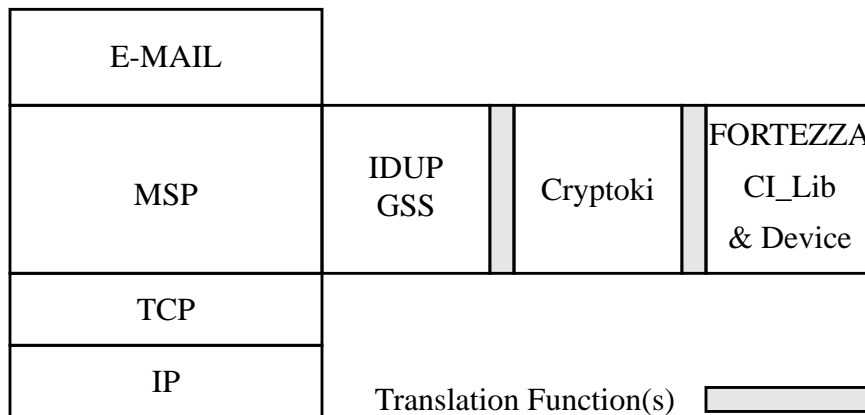 E-MAIL
MSP
IDUP
GSS
Cryptoki
FORTEZZA
CI_Lib
& Device
TCP
IP
Translation Function(s)